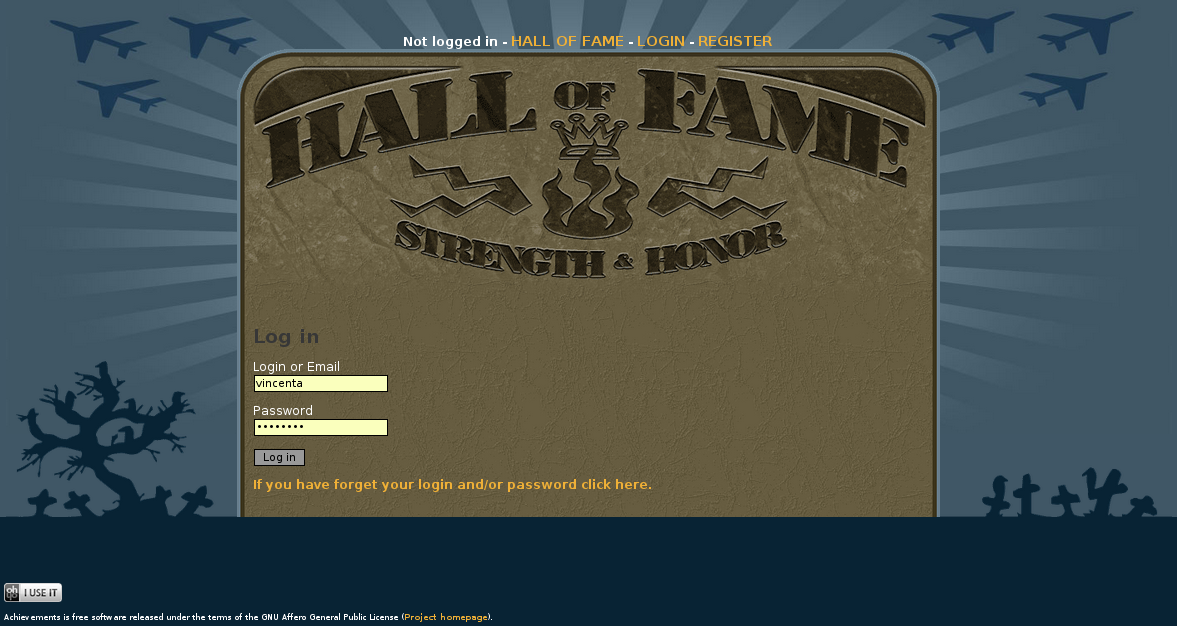 Not logged in - HALL OF FAME - LOGIN - REGISTER
HALL OF FAME
STRENGTH & HONOR
Log in
Login or Email
vincenta
Password
••••••••
Log in
If you have forget your login and/or password click here.
I USE IT
Achievements is free software released under the terms of the GNU Affero General Public License (Project homepage).